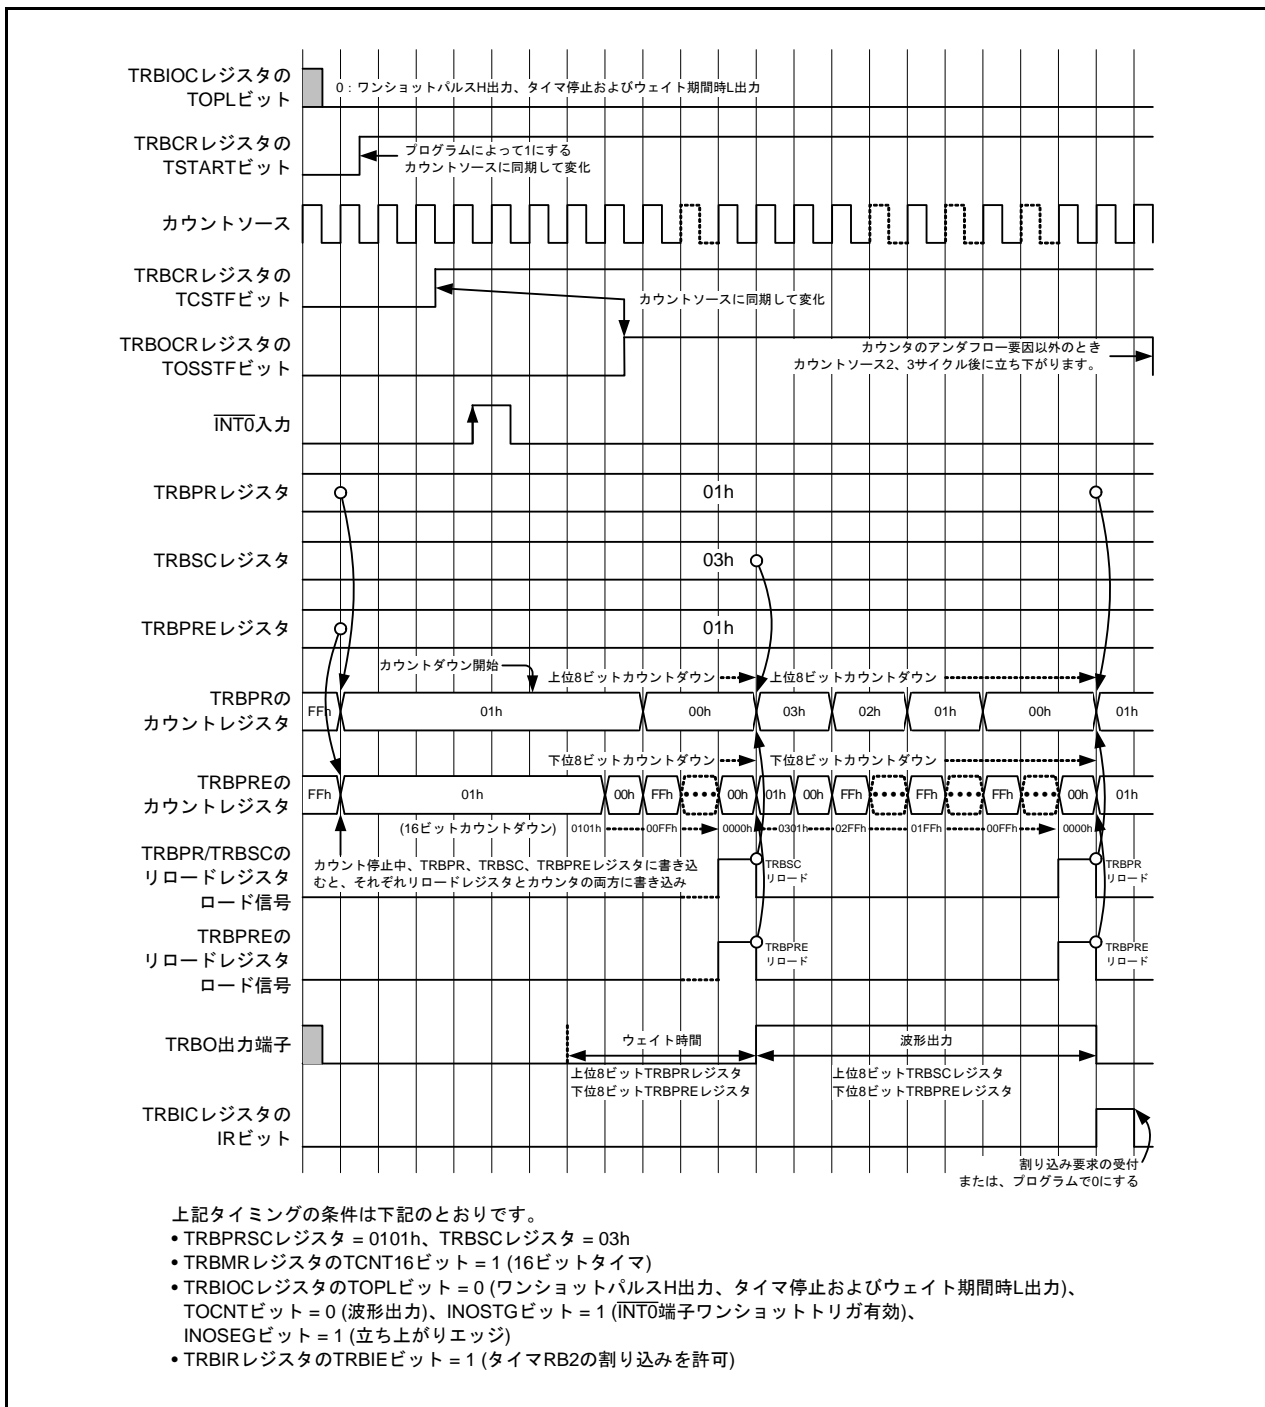 TRBIOCレジスタの
TOPLビット
0：ワンショットパルスH出力、タイマ停止およびウェイト期間時L出力
TRBCRレジスタの
TSTARTビット
プログラムによって1にする
カウントソースに同期して変化
カウントソース
TRBCRレジスタの
TCSTFビット
カウントソースに同期して変化
TRBOCRレジスタの
TOSSTFビット
カウンタのアンダフロー要因以外のとき
カウントソース2、3サイクル後に立ち下がります。
INT0入力
TRBPRレジスタ
01h
TRBSCレジスタ
03h
TRBPREレジスタ
01h
カウントダウン開始
上位8ビットカウントダウン
上位8ビットカウントダウン
TRBPRの
カウントレジスタ
FFh
01h
00h
03h
02h
01h
00h
01h
下位8ビットカウントダウン
下位8ビットカウントダウン
TRBPREの
カウントレジスタ
FFh
01h
00h
FFh
00h
01h
00h
FFh
FFh
FFh
00h
01h
(16ビットカウントダウン)
0101h
00FFh
0000h
0301h
02FFh
01FFh
00FFh
0000h
カウント停止中、TRBPR、TRBSC、TRBPREレジスタに書き込
むと、それぞれリロードレジスタとカウンタの両方に書き込み
TRBPR/TRBSCの
リロードレジスタ
ロード信号
TRBSC
リロード
TRBPR
リロード
TRBPREの
リロードレジスタ
ロード信号
TRBPRE
リロード
TRBPRE
リロード
TRBO出力端子
ウェイト時間
波形出力
上位8ビットTRBPRレジスタ
下位8ビットTRBPREレジスタ
上位8ビットTRBSCレジスタ
下位8ビットTRBPREレジスタ
TRBICレジスタの
IRビット
割り込み要求の受付
または、プログラムで0にする
上記タイミングの条件は下記のとおりです。
• TRBPRSCレジスタ = 0101h、TRBSCレジスタ = 03h
• TRBMRレジスタのTCNT16ビット = 1 (16ビットタイマ)
• TRBIOCレジスタのTOPLビット = 0 (ワンショットパルスH出力、タイマ停止およびウェイト期間時L出力)、
TOCNTビット = 0 (波形出力)、INOSTGビット = 1 (INT0端子ワンショットトリガ有効)、
INOSEGビット = 1 (立ち上がりエッジ)
• TRBIRレジスタのTRBIEビット = 1 (タイマRB2の割り込みを許可)